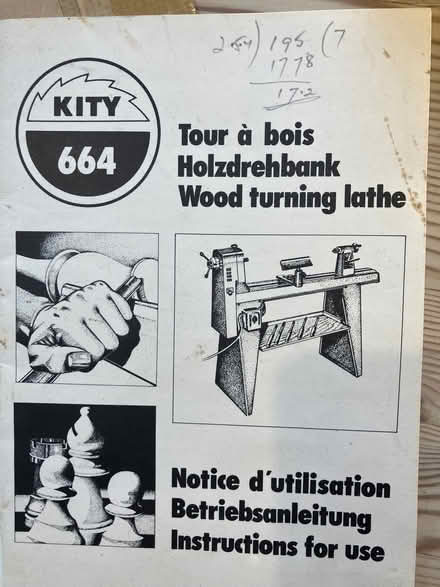 2.54) 195 (7
1778
17.2
KITY
664
Tour à bois
Holzdrehbank
Wood turning lathe
Notice d'utilisation
Betriebsanleitung
Instructions for use